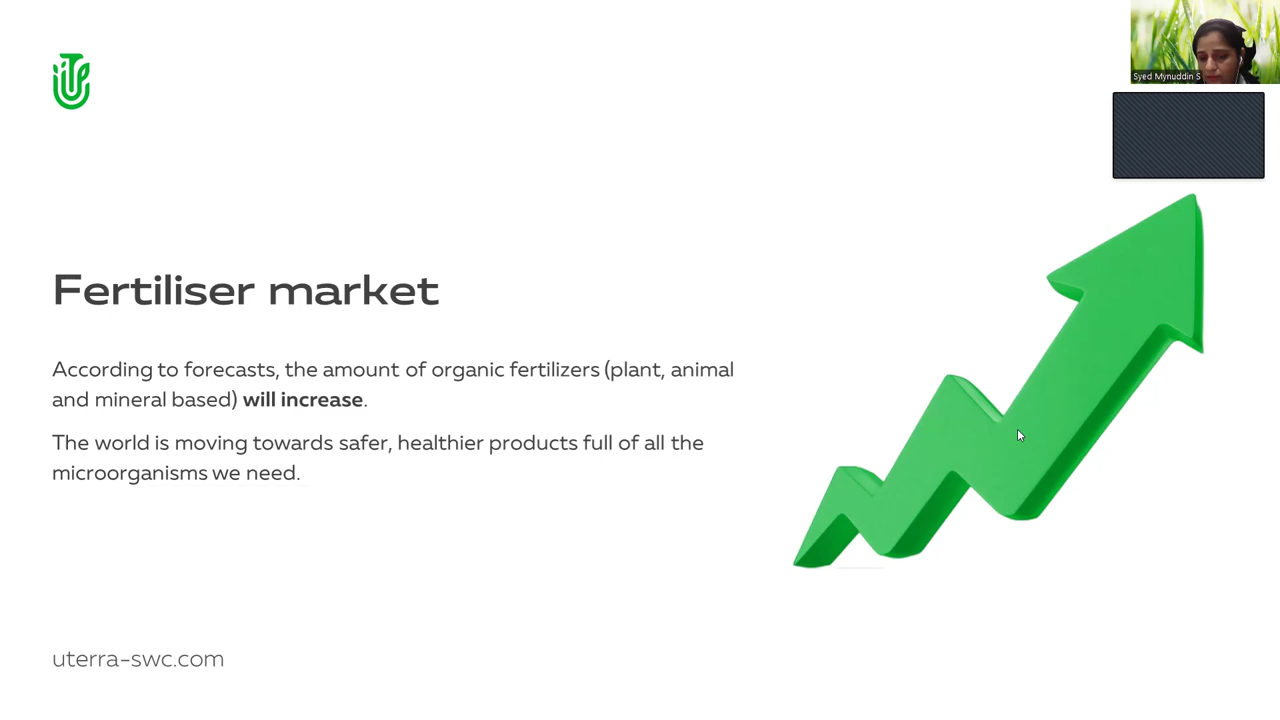 Syed Mynuddin S
Fertiliser market
According to forecasts, the amount of organic fertilizers (plant, animal
and mineral based) will increase.
The world is moving towards safer, healthier products full of all the
microorganisms we need.
uterra-swc.com